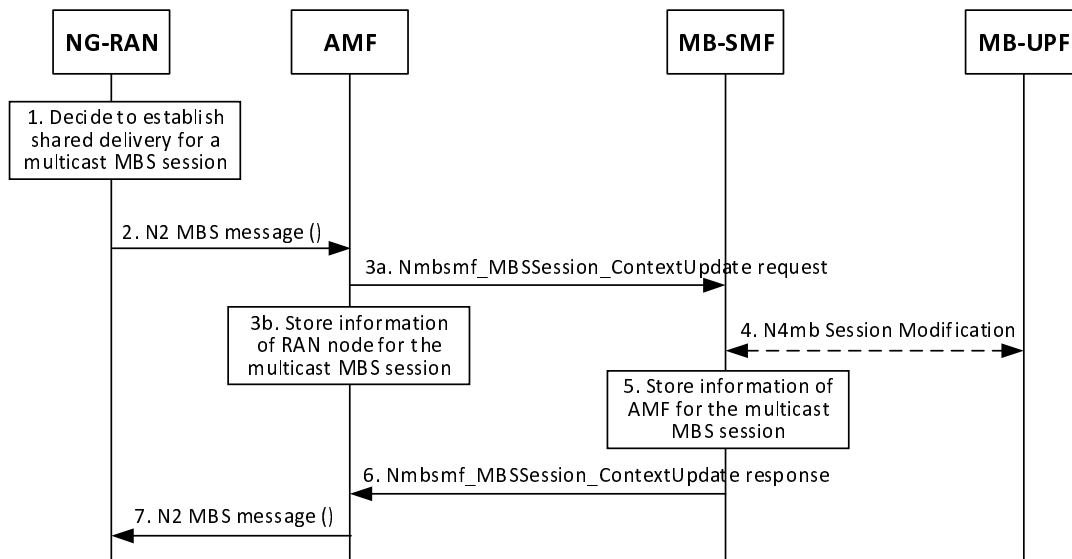 NG-RAN
AMF
MB-SMF
MB-UPF
1. Decide to establish
shared delivery for a
multicast MBS session
2. N2 MBS message ()
3a. Nmbsmf_MBSSession_ContextUpdate request
3b. Store information
of RAN node for the
multicast MBS session
4. N4mb Session Modification
5. Store information of
AMF for the multicast
MBS session
6. Nmbsmf_MBSSession_ContextUpdate response
7. N2 MBS message ()